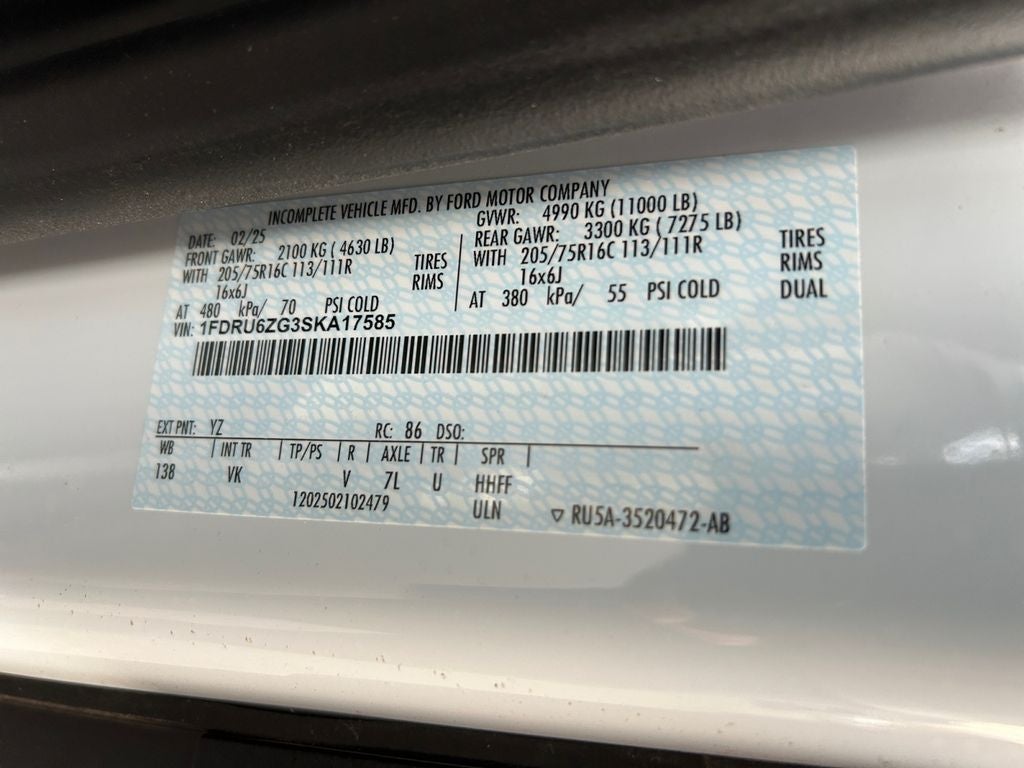 INCOMPLETE VEHICLE MFD. BY FORD MOTOR COMPANY
DATE: 02/25 GVWR: 4990 KG (11000 LB)
FRONT GAWR: 2100 KG ( 4630 LB) REAR GAWR: 3300 KG ( 7275 LB)
WITH 205/75R16C 113/111R TIRES WITH 205/75R16C 113/111R TIRES
16x6J RIMS 16x6J RIMS
AT 480 kPa/ 70 PSI COLD AT 380 kPa/ 55 PSI COLD DUAL
VIN: 1FDRU6ZG3SKA17585
EXT PNT: YZ RC: 86 DSO:
WB INT TR TP/PS R AXLE TR SPR
138 VK V 7L U HHFF
1202502102479 ULN ▽ RU5A-3520472-AB